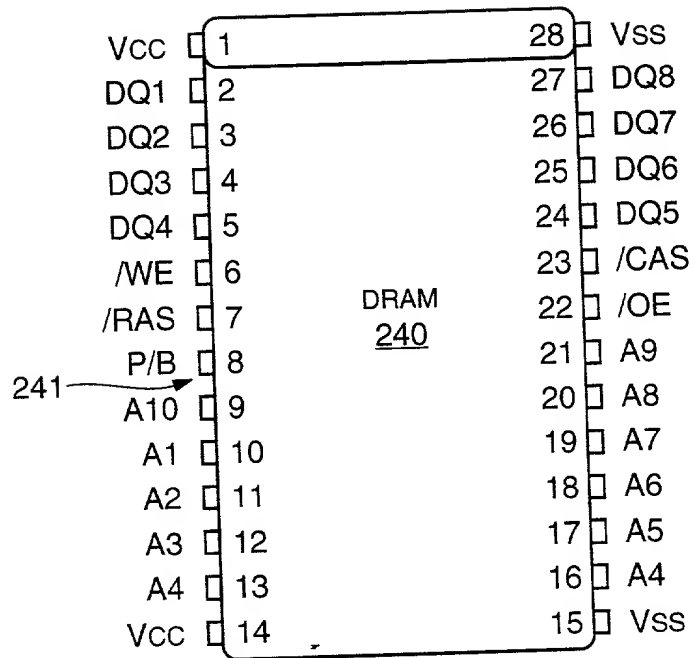 VCC 1 28 VSS
DQ1 2 27 DQ8
DQ2 3 26 DQ7
DQ3 4 25 DQ6
DQ4 5 24 DQ5
/WE 6 23 /CAS
/RAS 7 DRAM 22 /OE
P/B 8 240 21 A9
241
A10 9 20 A8
A1 10 19 A7
A2 11 18 A6
A3 12 17 A5
A4 13 16 A4
VCC 14 15 VSS